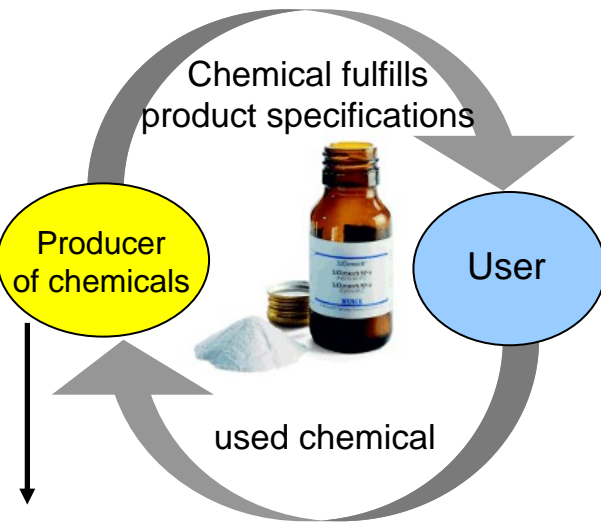 Chemical fulfills
product specifications
Producer
of chemicals
User
used chemical